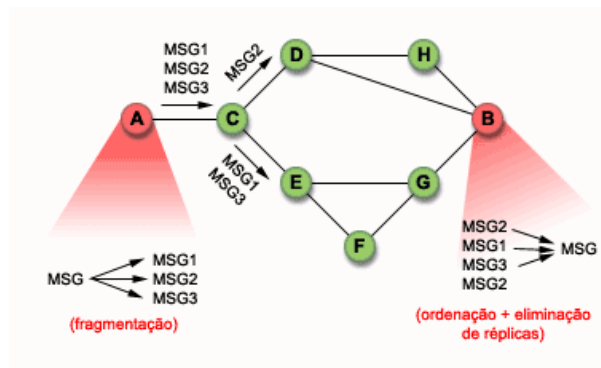 MSG1
MSG2
MSG3
MSG2
D
H
A
C
B
MSG1
MSG3
E
G
F
MSG
MSG1
MSG2
MSG3
(fragmentação)
MSG2
MSG1
MSG3
MSG2
MSG
(ordenação + eliminação
de réplicas)